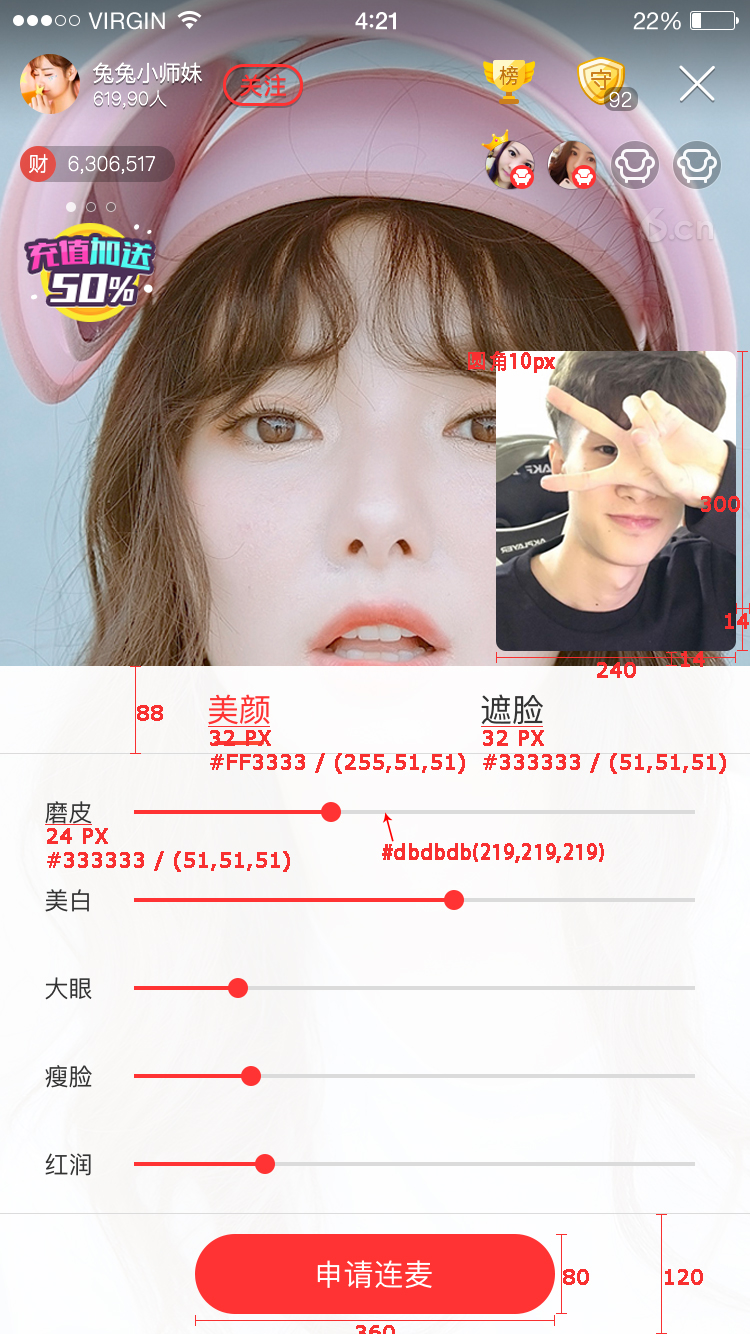 VIRGIN 4:21 22%
兔兔小师妹
619,90人
关注
榜
守
92
财 6,306,517
6.cn
充值加送
50%
圆角10px
AKPLAYER
300
14
14
240
88
美颜 遮脸
32 PX 32 PX
#FF3333 / (255,51,51) #333333 / (51,51,51)
磨皮
24 PX
#333333 / (51,51,51)
#dbdbdb(219,219,219)
美白
大眼
瘦脸
红润
申请连麦
80
120
360